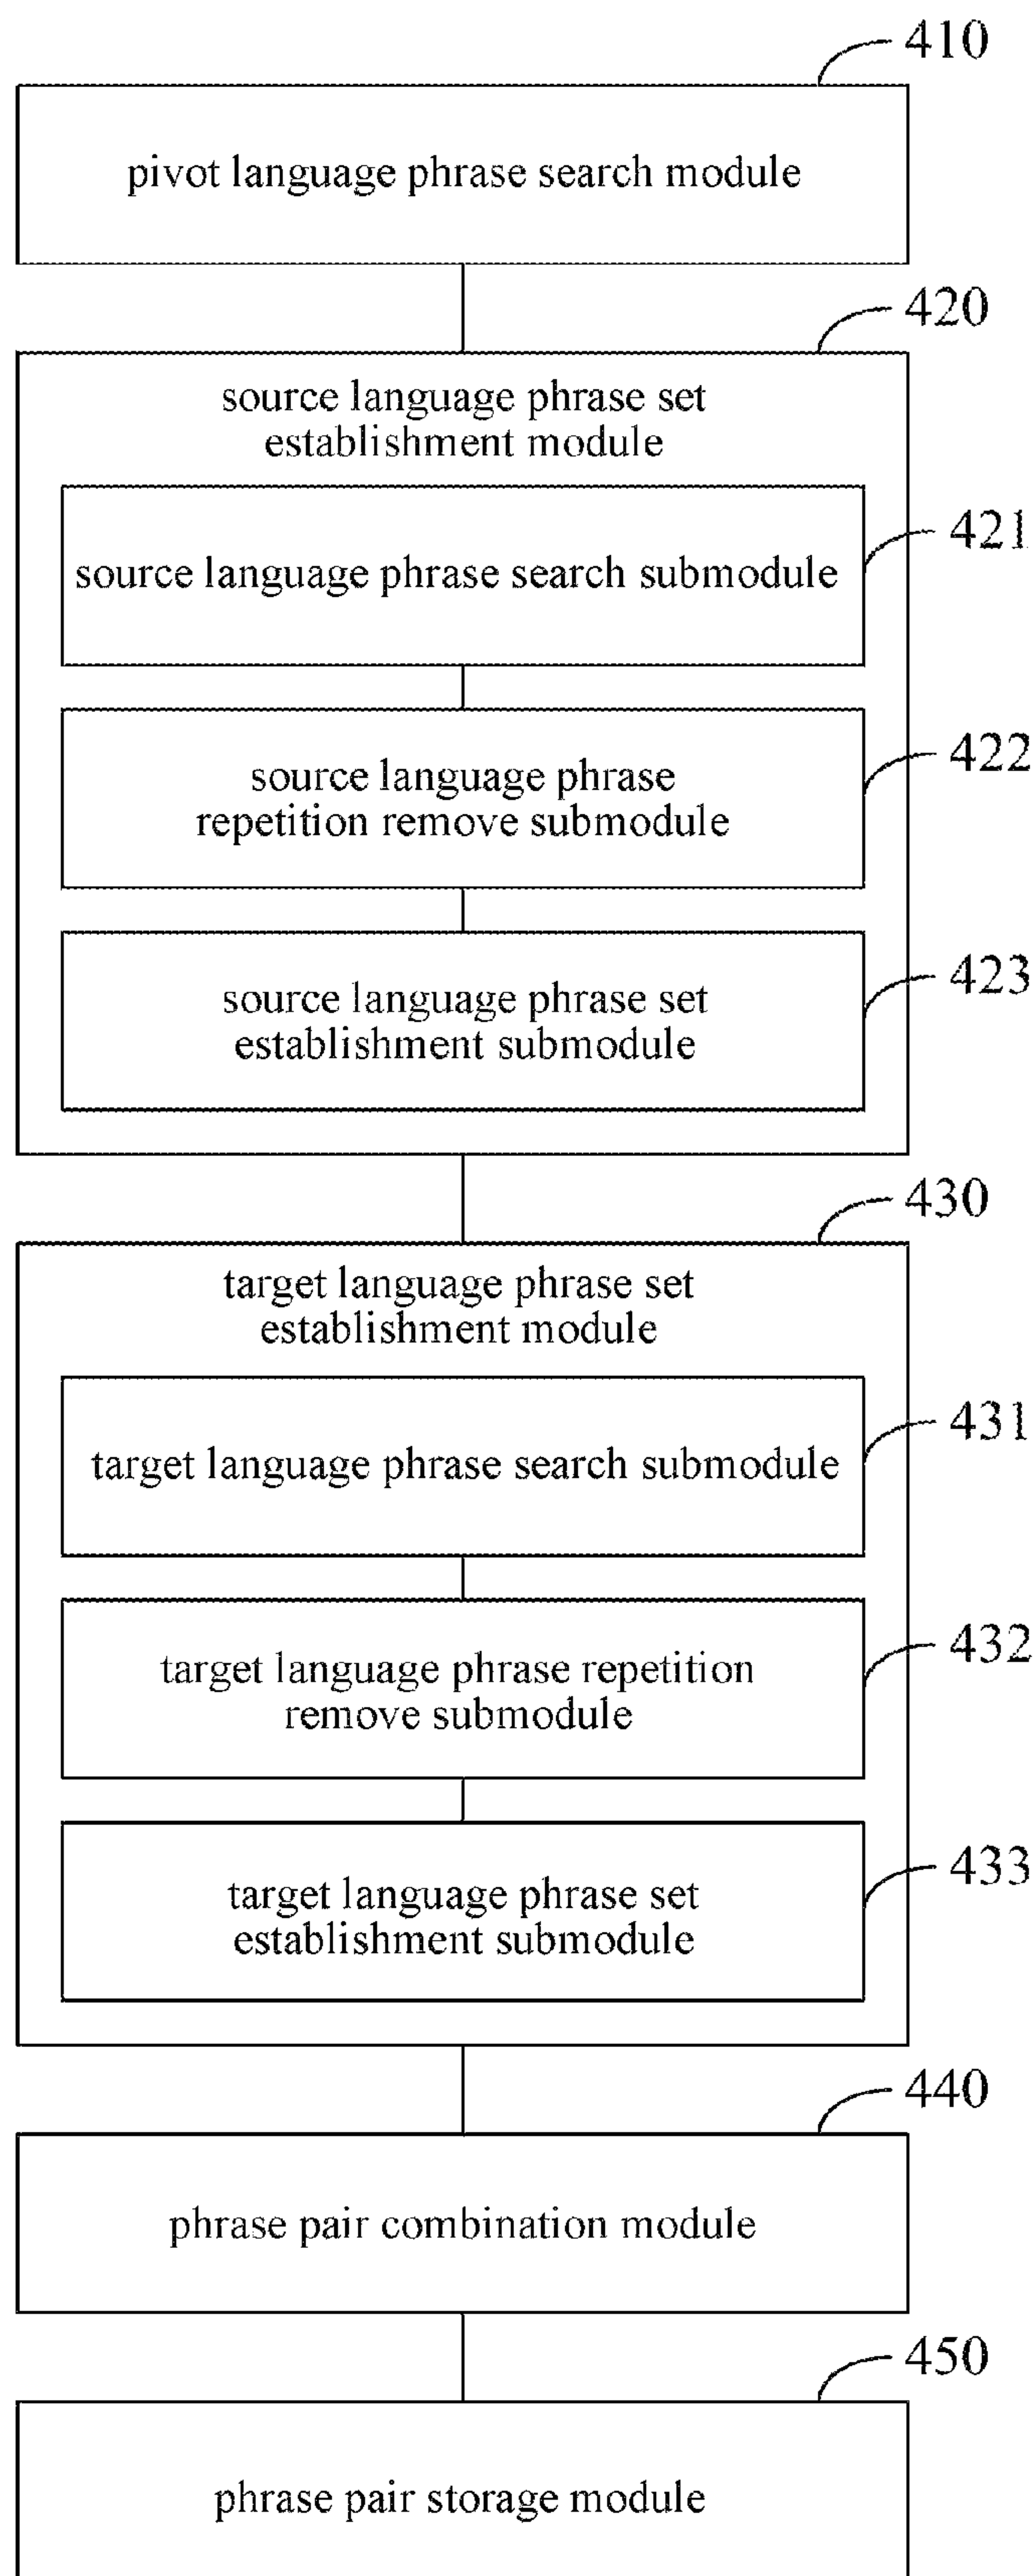 410
pivot language phrase search module
420
source language phrase set
establishment module
421
source language phrase search submodule
422
source language phrase
repetition remove submodule
423
source language phrase set
establishment submodule
430
target language phrase set
establishment module
431
target language phrase search submodule
432
target language phrase repetition
remove submodule
433
target language phrase set
establishment submodule
440
phrase pair combination module
450
phrase pair storage module